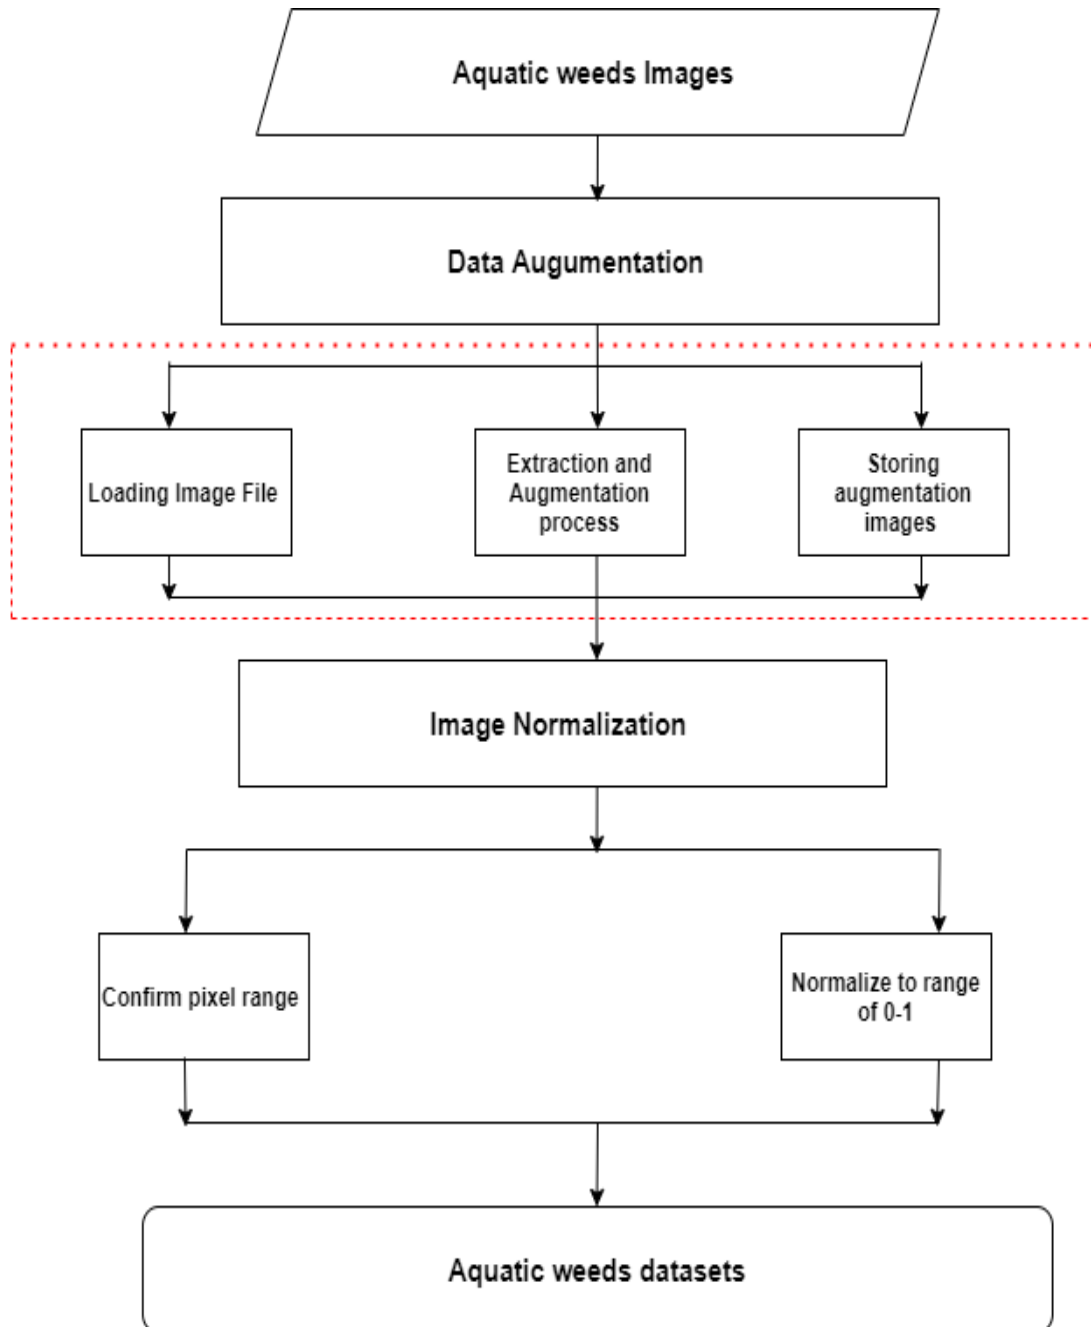 Aquatic weeds Images
Data Augumentation
Loading Image File
Extraction and
Augmentation
process
Storing
augmentation
images
Image Normalization
Confirm pixel range
Normalize to range
of 0-1
Aquatic weeds datasets